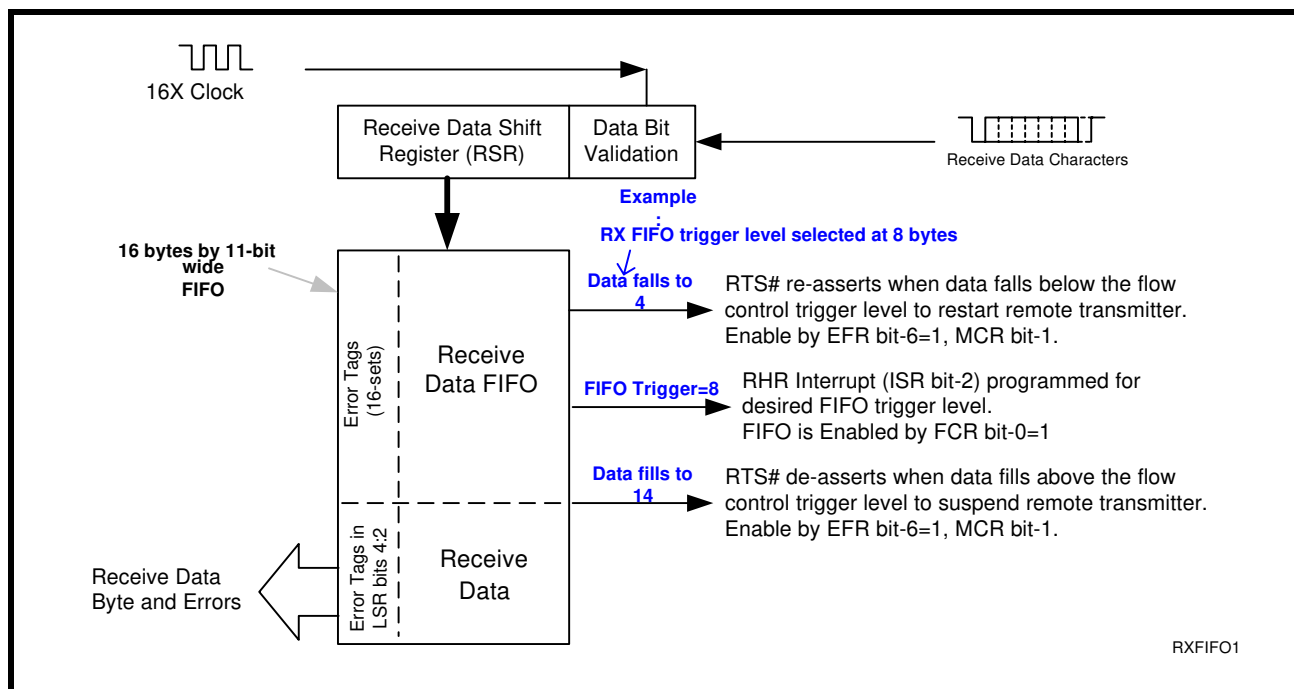 16X Clock
Receive Data Shift
Register (RSR)
Data Bit
Validation
Receive Data Characters
Example
:
RX FIFO trigger level selected at 8 bytes
16 bytes by 11-bit
wide
FIFO
Error Tags
(16-sets)
Receive
Data FIFO
Data falls to
4
RTS# re-asserts when data falls below the flow
control trigger level to restart remote transmitter.
Enable by EFR bit-6=1, MCR bit-1.
FIFO Trigger=8
RHR Interrupt (ISR bit-2) programmed for
desired FIFO trigger level.
FIFO is Enabled by FCR bit-0=1
Data fills to
14
RTS# de-asserts when data fills above the flow
control trigger level to suspend remote transmitter.
Enable by EFR bit-6=1, MCR bit-1.
Error Tags in
LSR bits 4:2
Receive
Data
Receive Data
Byte and Errors
RXFIFO1